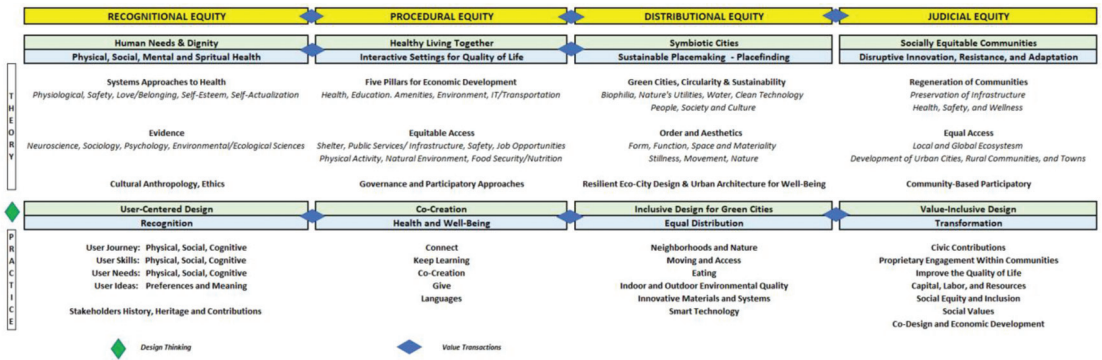 RECOGNITIONAL EQUITY
PROCEDURAL EQUITY
DISTRIBUTIONAL EQUITY
JUDICIAL EQUITY
THEORY
Human Needs & Dignity
Physical, Social, Mental and Spritual Health
Systems Approaches to Health
Physiological, Safety, Love/Belonging, Self-Esteem, Self-Actualization
Evidence
Neuroscience, Sociology, Psychology, Environmental/Ecological Sciences
Cultural Anthropology, Ethics
Healthy Living Together
Interactive Settings for Quality of Life
Five Pillars for Economic Development
Health, Education. Amenities, Environment, IT/Transportation
Equitable Access
Shelter, Public Services/ Infrastructure, Safety, Job Opportunities
Physical Activity, Natural Environment, Food Security/Nutrition
Governance and Participatory Approaches
Symbiotic Cities
Sustainable Placemaking - Placefinding
Green Cities, Circularity & Sustainability
Biophilia, Nature's Utilities, Water, Clean Technology
People, Society and Culture
Order and Aesthetics
Form, Function, Space and Materiality
Stillness, Movement, Nature
Resilient Eco-City Design & Urban Architecture for Well-Being
Socially Equitable Communities
Disruptive Innovation, Resistance, and Adaptation
Regeneration of Communities
Preservation of Infrastructure
Health, Safety, and Wellness
Equal Access
Local and Global Ecosystesm
Development of Urban Cities, Rural Communities, and Towns
Community-Based Participatory
PRACTICE
User-Centered Design
Recognition
User Journey: Physical, Social, Cognitive
User Skills: Physical, Social, Cognitive
User Needs: Physical, Social, Cognitive
User Ideas: Preferences and Meaning
Stakeholders History, Heritage and Contributions
Co-Creation
Health and Well-Being
Connect
Keep Learning
Co-Creation
Give
Languages
Inclusive Design for Green Cities
Equal Distribution
Neighborhoods and Nature
Moving and Access
Eating
Indoor and Outdoor Environmental Quality
Innovative Materials and Systems
Smart Technology
Value-Inclusive Design
Transformation
Civic Contributions
Proprietary Engagement Within Communities
Improve the Quality of Life
Capital, Labor, and Resources
Social Equity and Inclusion
Social Values
Co-Design and Economic Development
Design Thinking
Value Transactions